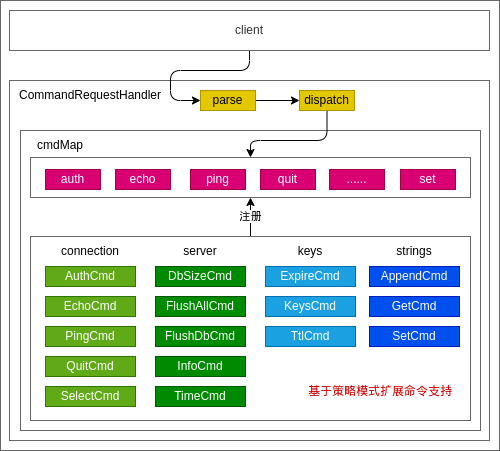 client
CommandRequestHandler
parse
dispatch
cmdMap
auth
echo
ping
quit
......
set
注册
connection
server
keys
strings
AuthCmd
DbSizeCmd
ExpireCmd
AppendCmd
EchoCmd
FlushAllCmd
KeysCmd
GetCmd
PingCmd
FlushDbCmd
TtlCmd
SetCmd
QuitCmd
InfoCmd
SelectCmd
TimeCmd
基于策略模式扩展命令支持